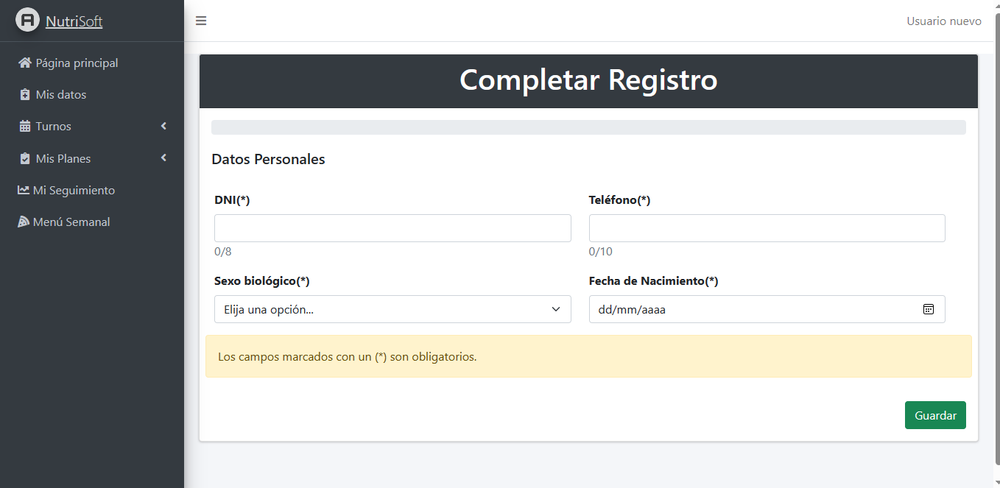 NutriSoft
Usuario nuevo
Página principal
Mis datos
Turnos
Mis Planes
Mi Seguimiento
Menú Semanal
Completar Registro
Datos Personales
DNI(*)
Teléfono(*)
0/8
0/10
Sexo biológico(*)
Fecha de Nacimiento(*)
Elija una opción...
dd/mm/aaaa
Los campos marcados con un (*) son obligatorios.
Guardar